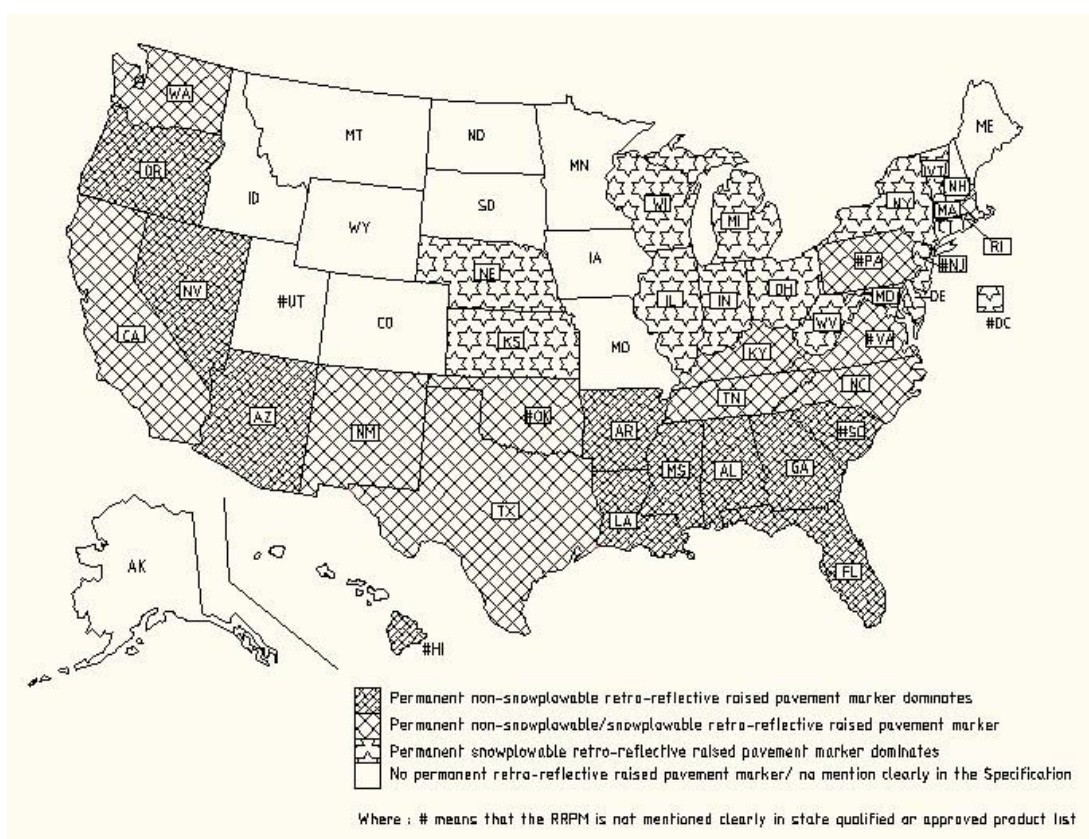 WA
MT
ND
MN
ME
OR
ID
SD
WI
MI
VT
NH
NY
MA
CT
RI
WY
NE
IA
#PA
#NJ
NV
#UT
CO
KS
IL
IN
OH
MD
DE
#DC
CA
MO
WV
#VA
KY
AZ
NM
#OK
AR
TN
NC
#SC
TX
MS
AL
GA
LA
FL
AK
#HI
Permanent non-snowplowable retro-reflective raised pavement marker dominates
Permanent non-snowplowable/snowplowable retro-reflective raised pavement marker
Permanent snowplowable retro-reflective raised pavement marker dominates
No permanent retro-reflective raised pavement marker/ no mention clearly in the Specification
Where : # means that the RRPM is not mentioned clearly in state qualified or approved product list